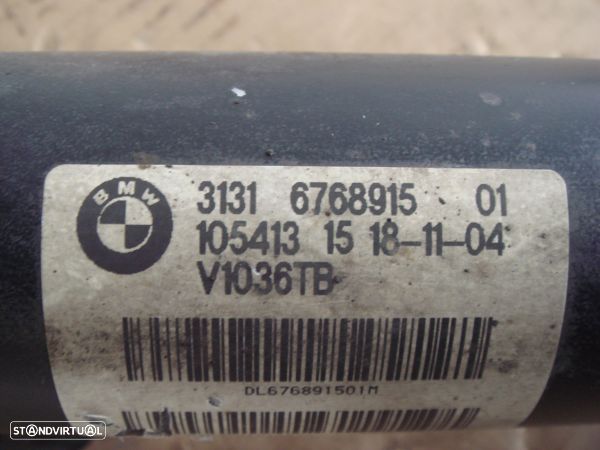 BMW
3131 6768915 01
105413 15 18-11-04
V1036TB
DL676891501M
STANDVIRTUAL